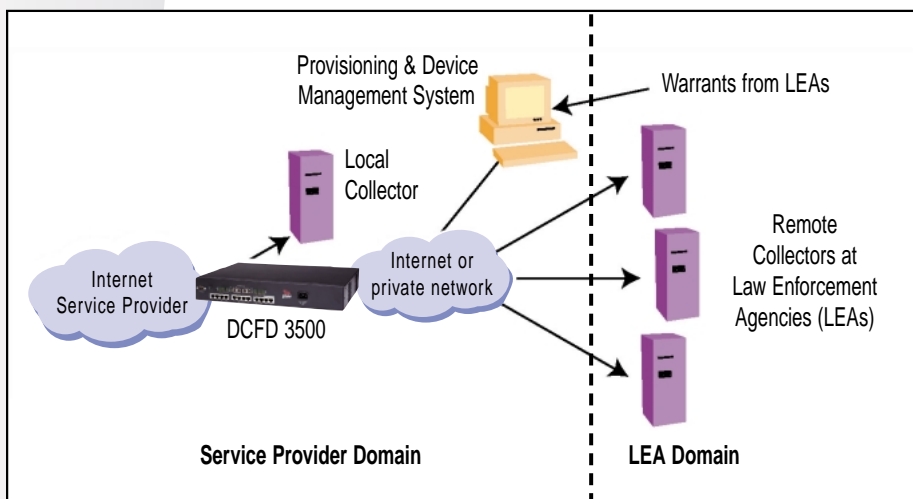 Provisioning & Device
Management System
Warrants from LEAs
Local
Collector
Internet
Service Provider
DCFD 3500
Internet or
private network
Remote
Collectors at
Law Enforcement
Agencies (LEAs)
Service Provider Domain
LEA Domain